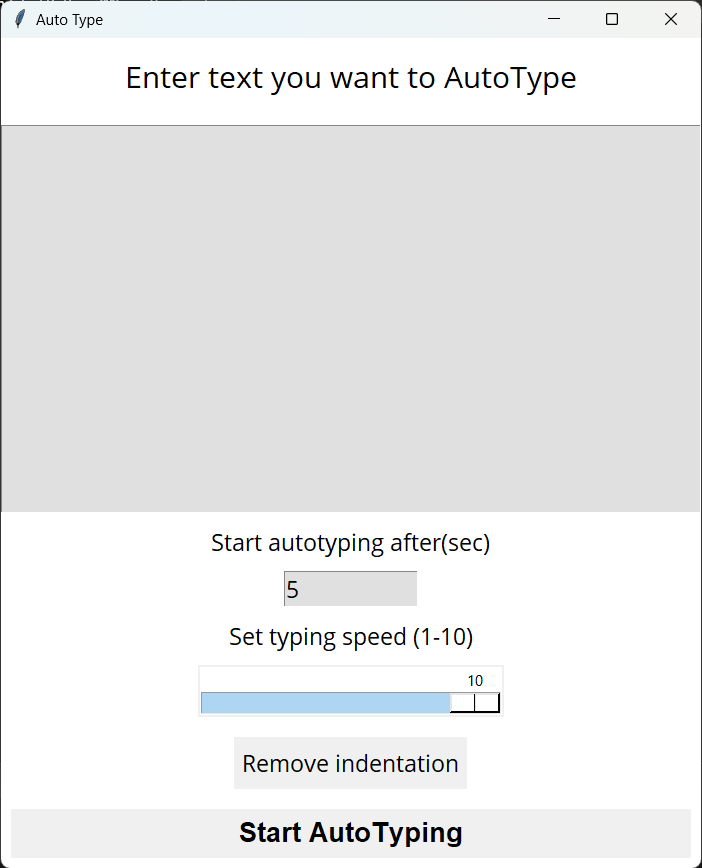 Auto Type
Enter text you want to AutoType
Start autotyping after(sec)
5
Set typing speed (1-10)
10
Remove indentation
Start AutoTyping